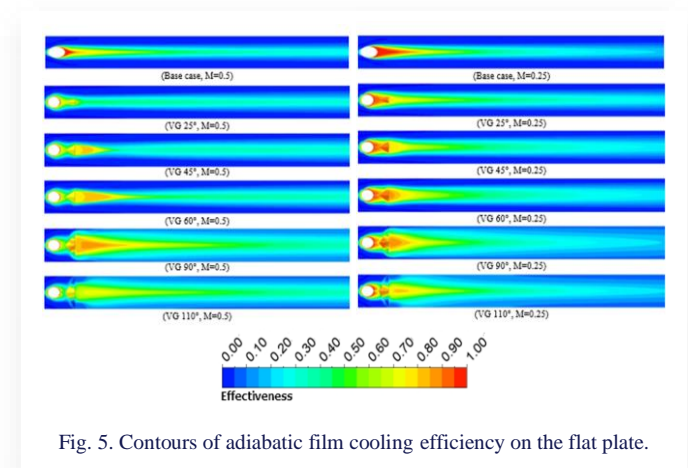 (Base case, M=0.5) (Base case, M=0.25)
(VG 25°, M=0.5) (VG 25°, M=0.25)
(VG 45°, M=0.5) (VG 45°, M=0.25)
(VG 60°, M=0.5) (VG 60°, M=0.25)
(VG 90°, M=0.5) (VG 90°, M=0.25)
(VG 110°, M=0.5) (VG 110°, M=0.25)
0.00 0.10 0.20 0.30 0.40 0.50 0.60 0.70 0.80 0.90 1.00
Effectiveness
Fig. 5. Contours of adiabatic film cooling efficiency on the flat plate.